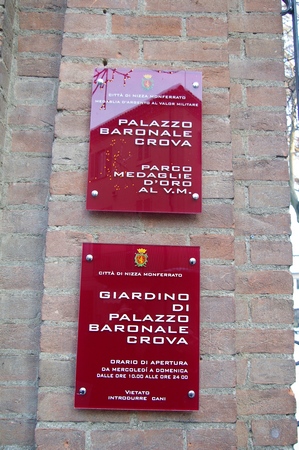 CITTÀ DI NIZZA MONFERRATO
MEDAGLIA D'ARGENTO AL VALOR MILITARE
PALAZZO
BARONALE
CROVA
PARCO
MEDAGLIE
D'ORO
AL V.M.
CITTÀ DI NIZZA MONFERRATO
GIARDINO
DI
PALAZZO
BARONALE
CROVA
ORARIO DI APERTURA
DA MERCOLEDÌ A DOMENICA
DALLE ORE 10.00 ALLE ORE 24.00
VIETATO
INTRODURRE CANI